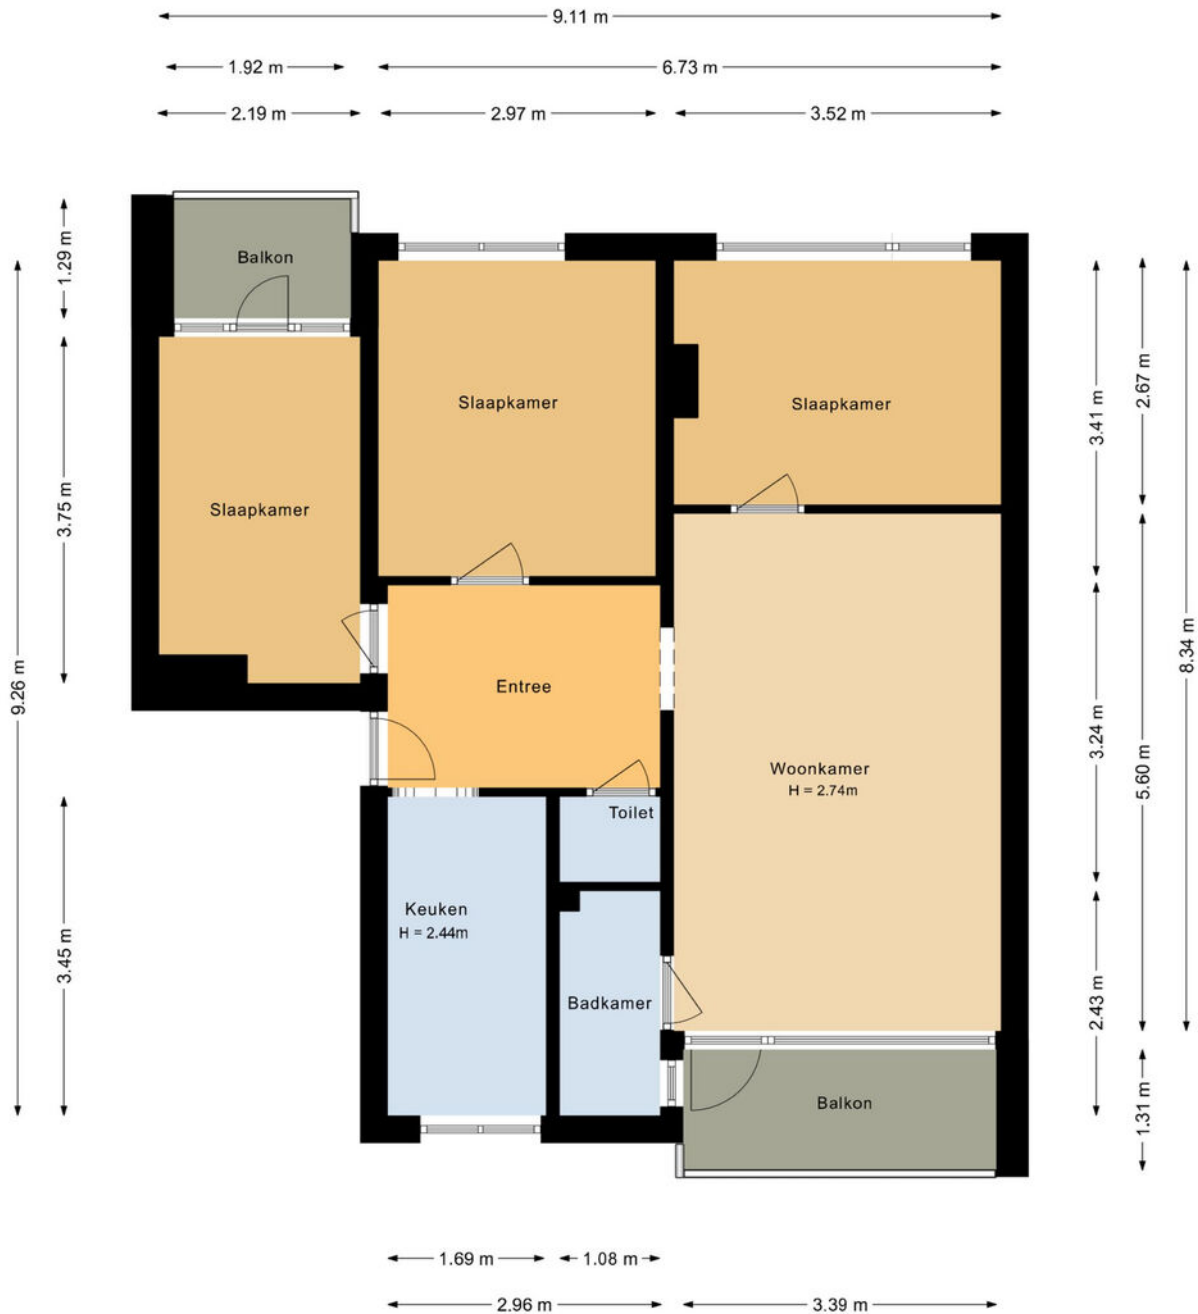 9.11 m
1.92 m
6.73 m
2.19 m
2.97 m
3.52 m
1.29 m
3.75 m
9.26 m
3.45 m
Balkon
Slaapkamer
Slaapkamer
Slaapkamer
Entree
Woonkamer
H = 2.74m
Toilet
Keuken
H = 2.44m
Badkamer
Balkon
3.41 m
2.67 m
8.34 m
3.24 m
5.60 m
2.43 m
1.31 m
1.69 m
1.08 m
2.96 m
3.39 m